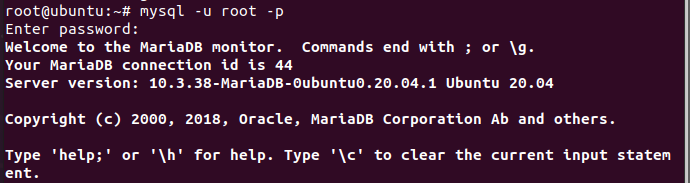 root@ubuntu:~# mysql -u root -p
Enter password:
Welcome to the MariaDB monitor.  Commands end with ; or \g.
Your MariaDB connection id is 44
Server version: 10.3.38-MariaDB-0ubuntu0.20.04.1 Ubuntu 20.04
Copyright (c) 2000, 2018, Oracle, MariaDB Corporation Ab and others.
Type 'help;' or '\h' for help. Type '\c' to clear the current input statem
ent.